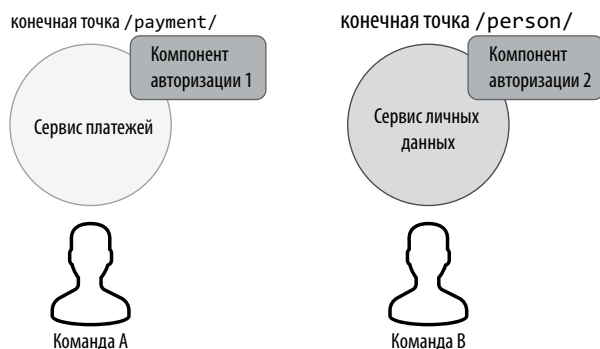 конечная точка /payment/
Компонент
авторизации 1
Сервис платежей
Команда A
конечная точка /person/
Компонент
авторизации 2
Сервис личных
данных
Команда B